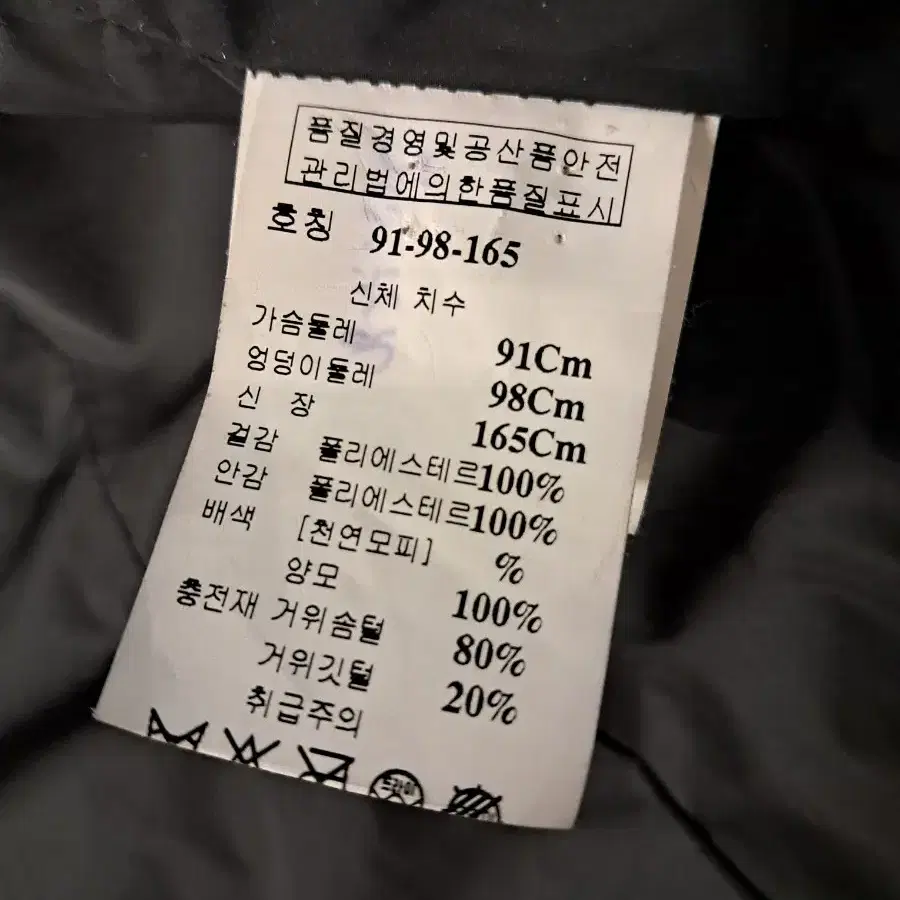 품질경영및공산품안전
관리법에의한품질표시
호칭 91-98-165
신체 치수
가슴둘레 91Cm
엉덩이둘레 98Cm
신 장 165Cm
겉감 폴리에스테르100%
안감 폴리에스테르100%
배색 [천연모피] %
양모 100%
충전재 거위솜털 80%
거위깃털 20%
취급주의
드라이